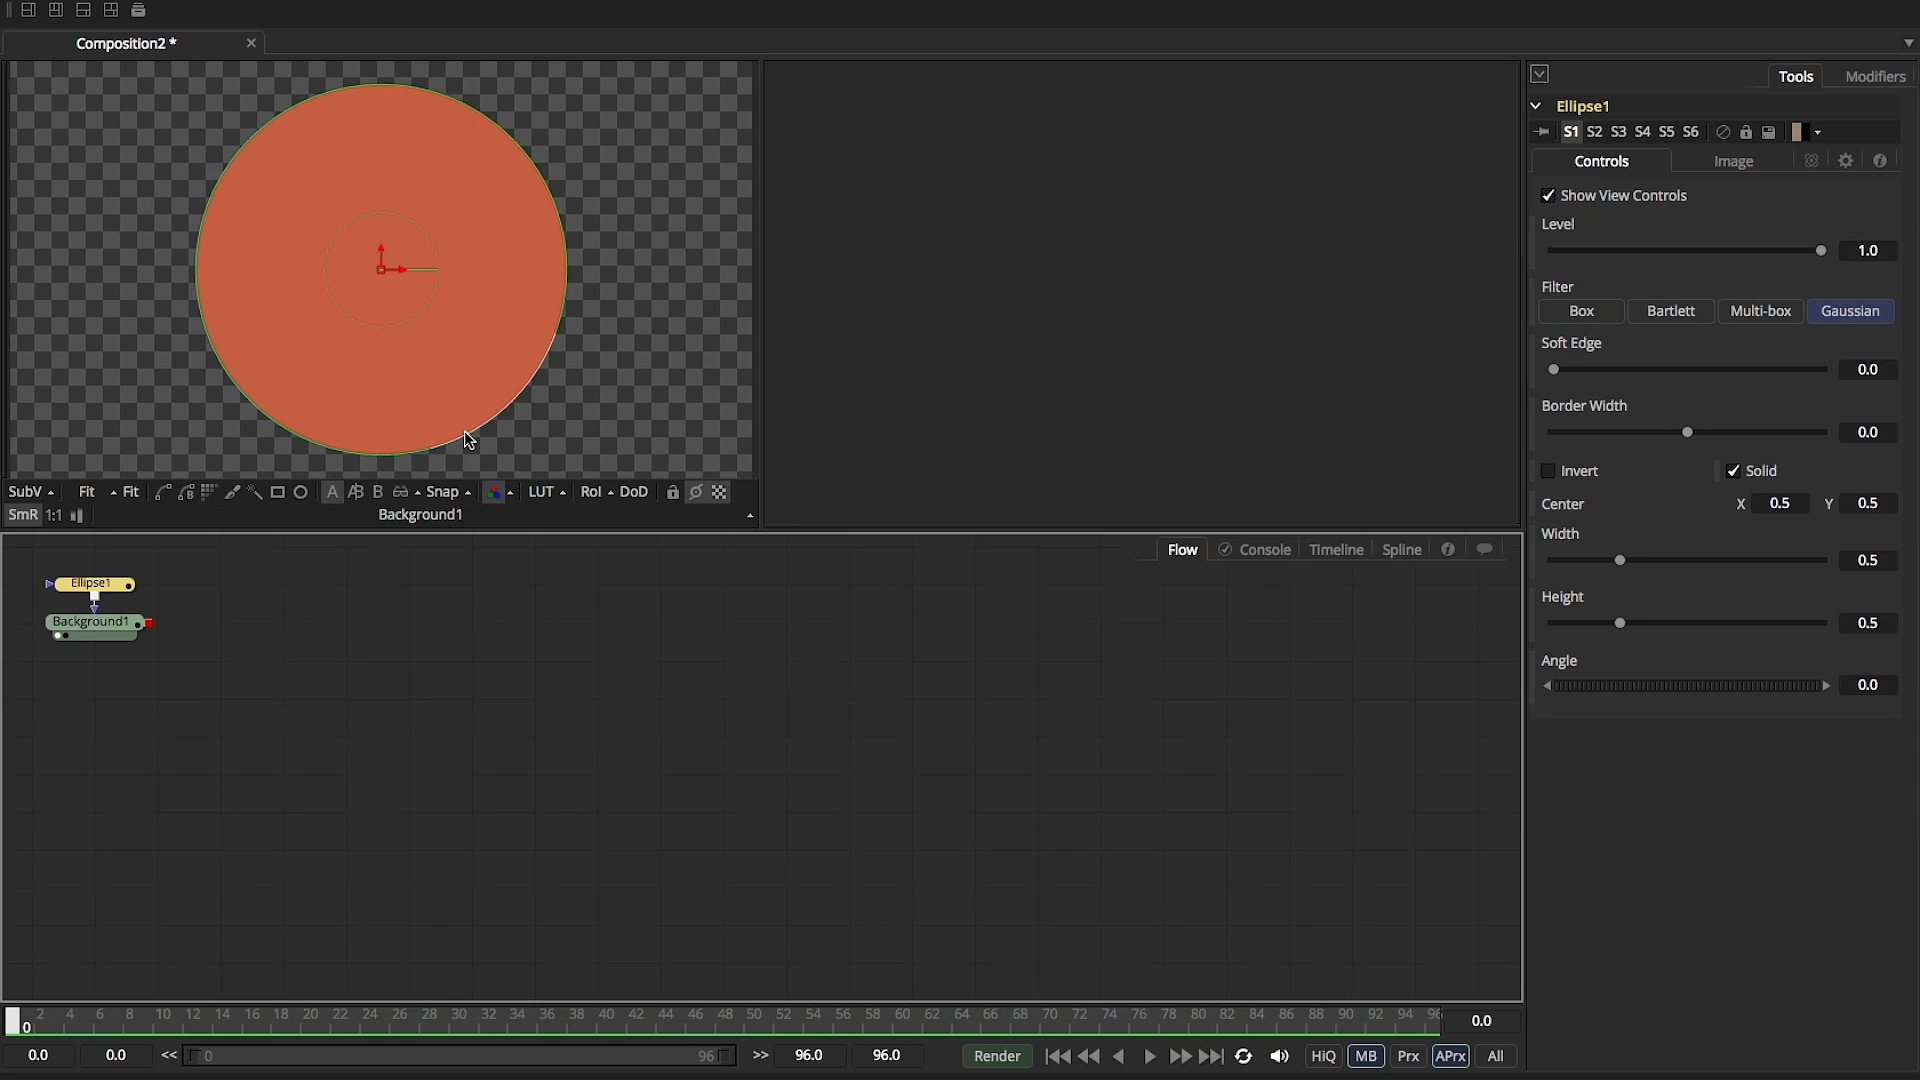 Composition2 *
Tools Modifiers
Ellipse1
S1 S2 S3 S4 S5 S6
Controls Image
Show View Controls
Level
1.0
Filter
Box Bartlett Multi-box Gaussian
Soft Edge
0.0
Border Width
0.0
Invert Solid
Center X 0.5 Y 0.5
Width
0.5
Height
0.5
Angle
0.0
SubV Fit Fit A A|B B Snap LUT RoI DoD
SmR 1:1 Background1
Flow Console Timeline Spline
Ellipse1
Background1
0 2 4 6 8 10 12 14 16 18 20 22 24 26 28 30 32 34 36 38 40 42 44 46 48 50 52 54 56 58 60 62 64 66 68 70 72 74 76 78 80 82 84 86 88 90 92 94 96 0.0
0.0 0.0 << 0 96 >> 96.0 96.0 Render HiQ MB Prx APrx All